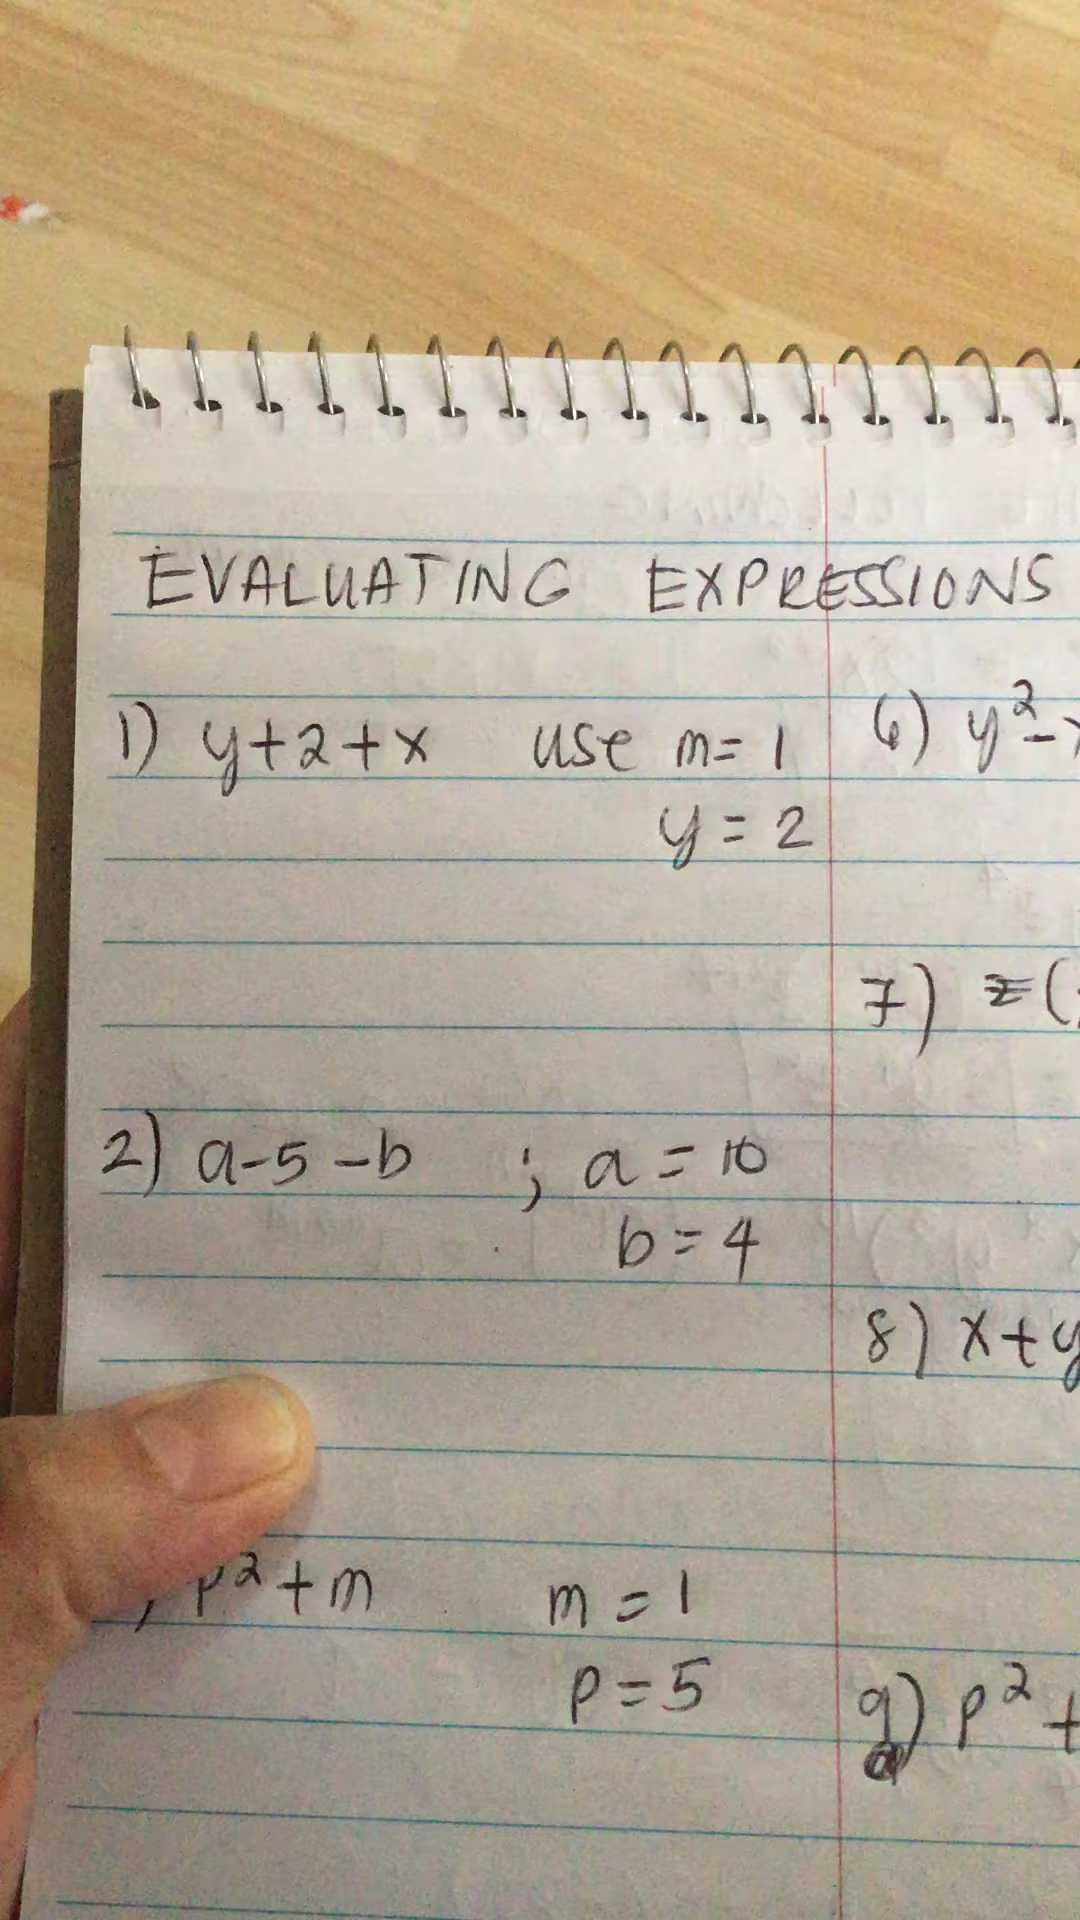 EVALUATING EXPRESSIONS
1) y+2+x use m=1
y=2
2) a-5-b ; a=10
b=4
p²+m m=1
p=5
6) y²-
7) z(
8) x+y
9) p²+